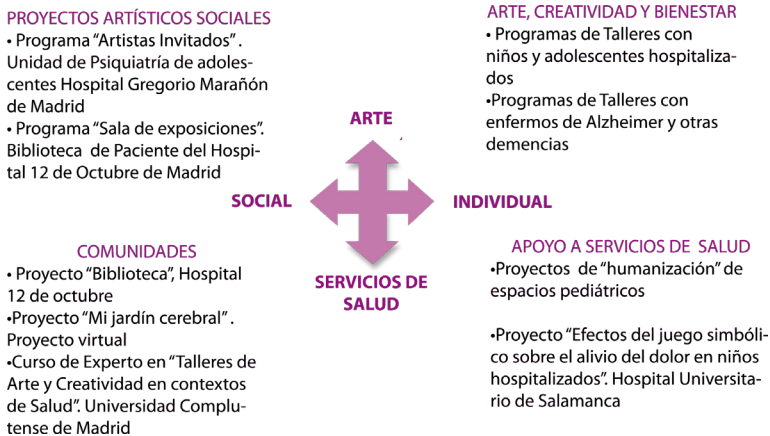 PROYECTOS ARTÍSTICOS SOCIALES
• Programa “Artistas Invitados” .
Unidad de Psiquiatría de adoles-
centes Hospital Gregorio Marañón
de Madrid
• Programa “Sala de exposiciones”.
Biblioteca de Paciente del Hospi-
tal 12 de Octubre de Madrid
ARTE, CREATIVIDAD Y BIENESTAR
• Programas de Talleres con
niños y adolescentes hospitaliza-
dos
•Programas de Talleres con
enfermos de Alzheimer y otras
demencias
ARTE
SOCIAL
INDIVIDUAL
SERVICIOS DE
SALUD
COMUNIDADES
• Proyecto “Biblioteca”, Hospital
12 de octubre
•Proyecto “Mi jardín cerebral” .
Proyecto virtual
•Curso de Experto en “Talleres de
Arte y Creatividad en contextos
de Salud”. Universidad Complu-
tense de Madrid
APOYO A SERVICIOS DE SALUD
•Proyectos de “humanización” de
espacios pediátricos
•Proyecto “Efectos del juego simbóli-
co sobre el alivio del dolor en niños
hospitalizados”. Hospital Universita-
rio de Salamanca